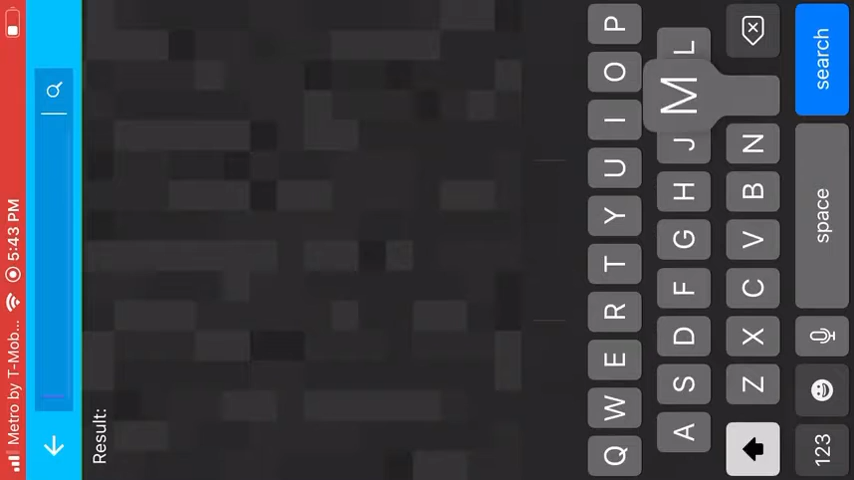 Metro by T-Mob... 5:43 PM
Result:
Q W E R T Y U I O P
A S D F G H J L
Z X C V B N M
123 space search